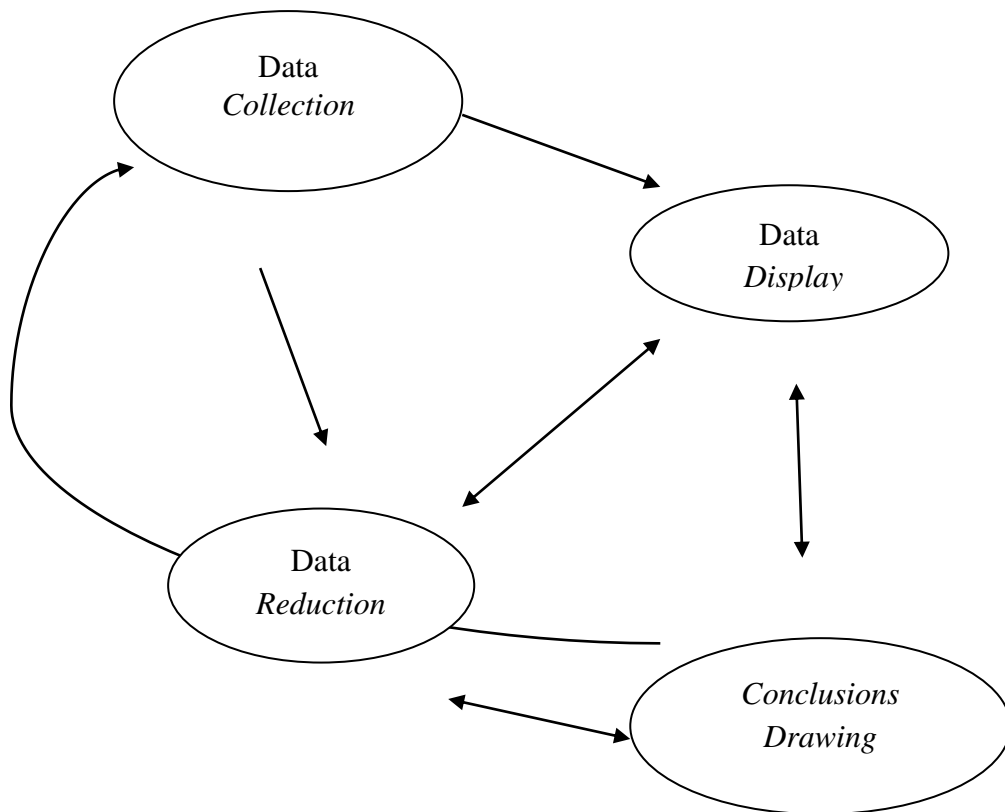 Data
Collection
Data
Display
Data
Reduction
Conclusions
Drawing